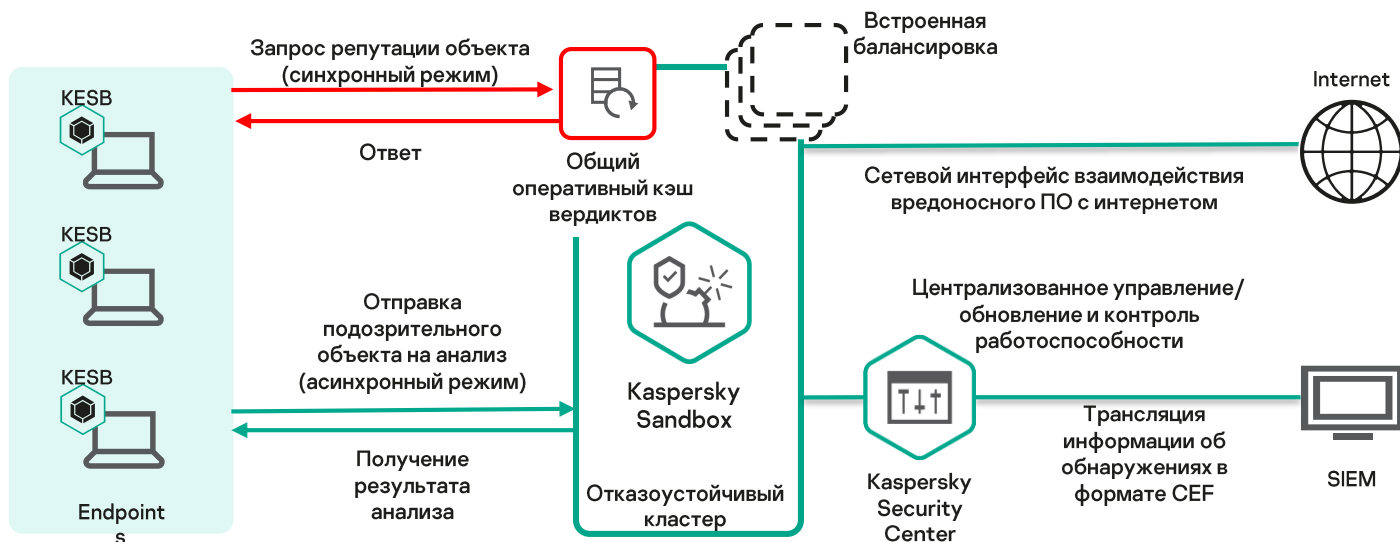 Запрос репутации объекта
(синхронный режим)
Ответ
KESB
KESB
KESB
Endpoint
s
Отправка
подозрительного
объекта на анализ
(асинхронный режим)
Получение
результата
анализа
Общий
оперативный кэш
вердиктов
Kaspersky
Sandbox
Отказоустойчивый
кластер
Встроенная
балансировка
Internet
Сетевой интерфейс взаимодействия
вредоносного ПО с интернетом
Централизованное управление/
обновление и контроль
работоспособности
Kaspersky
Security
Center
Трансляция
информации об
обнаружениях в
формате CEF
SIEM